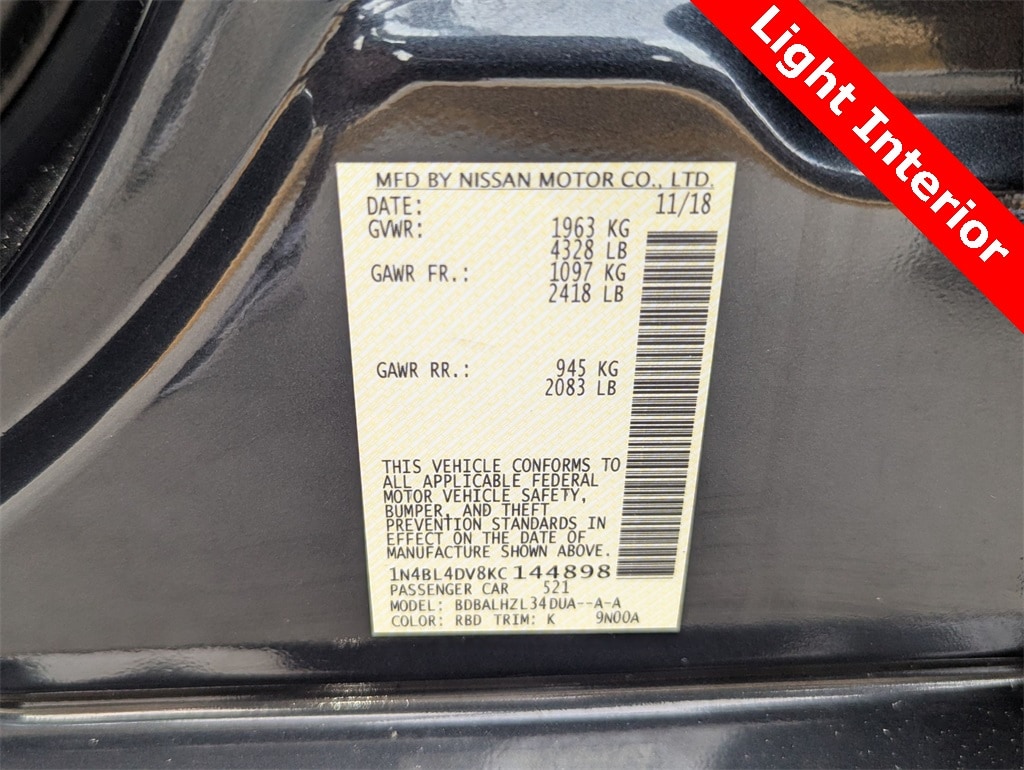 Light Interior
MFD BY NISSAN MOTOR CO., LTD.
DATE: 11/18
GVWR: 1963 KG
4328 LB
GAWR FR.: 1097 KG
2418 LB
GAWR RR.: 945 KG
2083 LB
THIS VEHICLE CONFORMS TO
ALL APPLICABLE FEDERAL
MOTOR VEHICLE SAFETY,
BUMPER, AND THEFT
PREVENTION STANDARDS IN
EFFECT ON THE DATE OF
MANUFACTURE SHOWN ABOVE.
1N4BL4DV8KC144898
PASSENGER CAR 521
MODEL: BDBALHZL34DUA--A-A
COLOR: RBD TRIM: K 9N00A